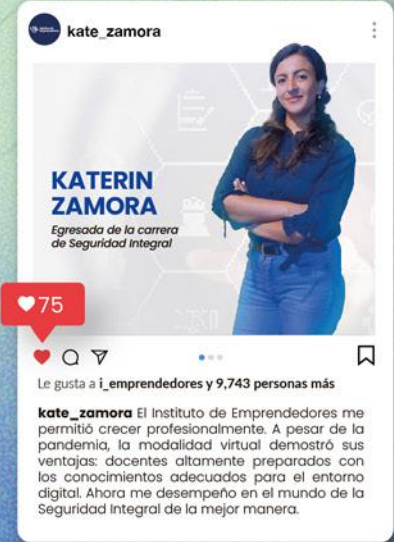 kate_zamora
KATERIN
ZAMORA
Egresada de la carrera
de Seguridad Integral
75
Le gusta a i_emprendedores y 9,743 personas más
kate_zamora El Instituto de Emprendedores me
permitió crecer profesionalmente. A pesar de la
pandemia, la modalidad virtual demostró sus
ventajas: docentes altamente preparados con
los conocimientos adecuados para el entorno
digital. Ahora me desempeño en el mundo de la
Seguridad Integral de la mejor manera.